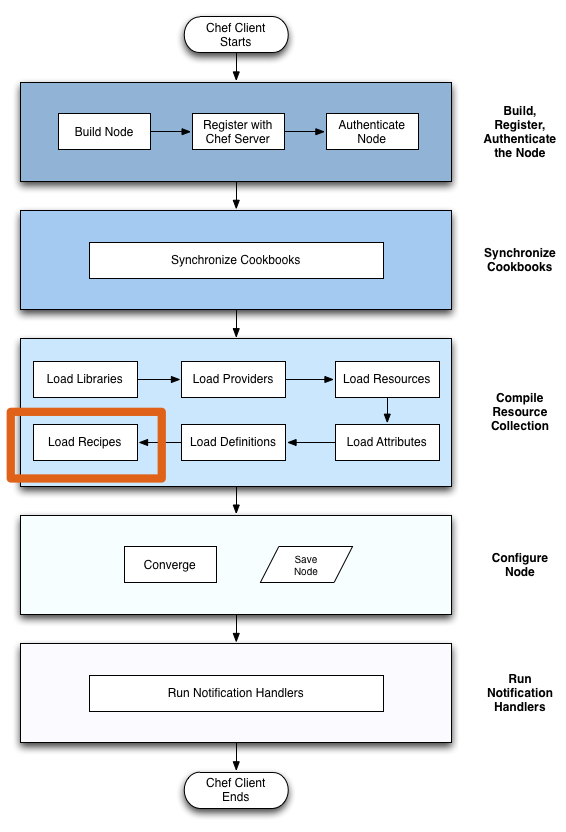 Chef Client
Starts
Build Node
Register with
Chef Server
Authenticate
Node
Build,
Register,
Authenticate
the Node
Synchronize Cookbooks
Synchronize
Cookbooks
Load Libraries
Load Providers
Load Resources
Load Recipes
Load Definitions
Load Attributes
Compile
Resource
Collection
Converge
Save
Node
Configure
Node
Run Notification Handlers
Run
Notification
Handlers
Chef Client
Ends